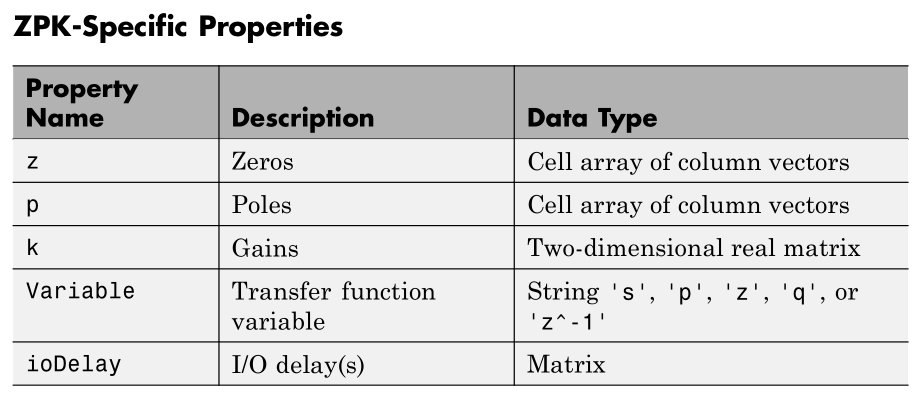 ZPK-Specific Properties
Property Name Description Data Type
z Zeros Cell array of column vectors
p Poles Cell array of column vectors
k Gains Two-dimensional real matrix
Variable Transfer function variable String 's', 'p', 'z', 'q', or 'z^-1'
ioDelay I/O delay(s) Matrix